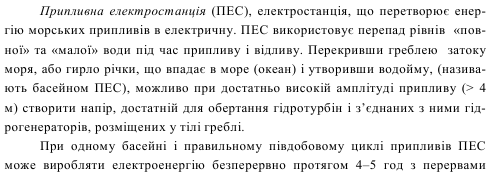 Припливна електростанція (ПЕС), електростанція, що перетворює енер-
гію морських припливів в електричну. ПЕС використовує перепад рівнів «пов-
ної» та «малої» води під час припливу і відливу. Перекривши греблею затоку
моря, або гирло річки, що впадає в море (океан) і утворивши водойму, (назива-
ють басейном ПЕС), можливо при достатньо високій амплітуді припливу (> 4
м) створити напір, достатній для обертання гідротурбін і з’єднаних з ними гід-
рогенераторів, розміщених у тілі греблі.
При одному басейні і правильному півдобовому циклі припливів ПЕС
може виробляти електроенергію безперервно протягом 4–5 год з перервами